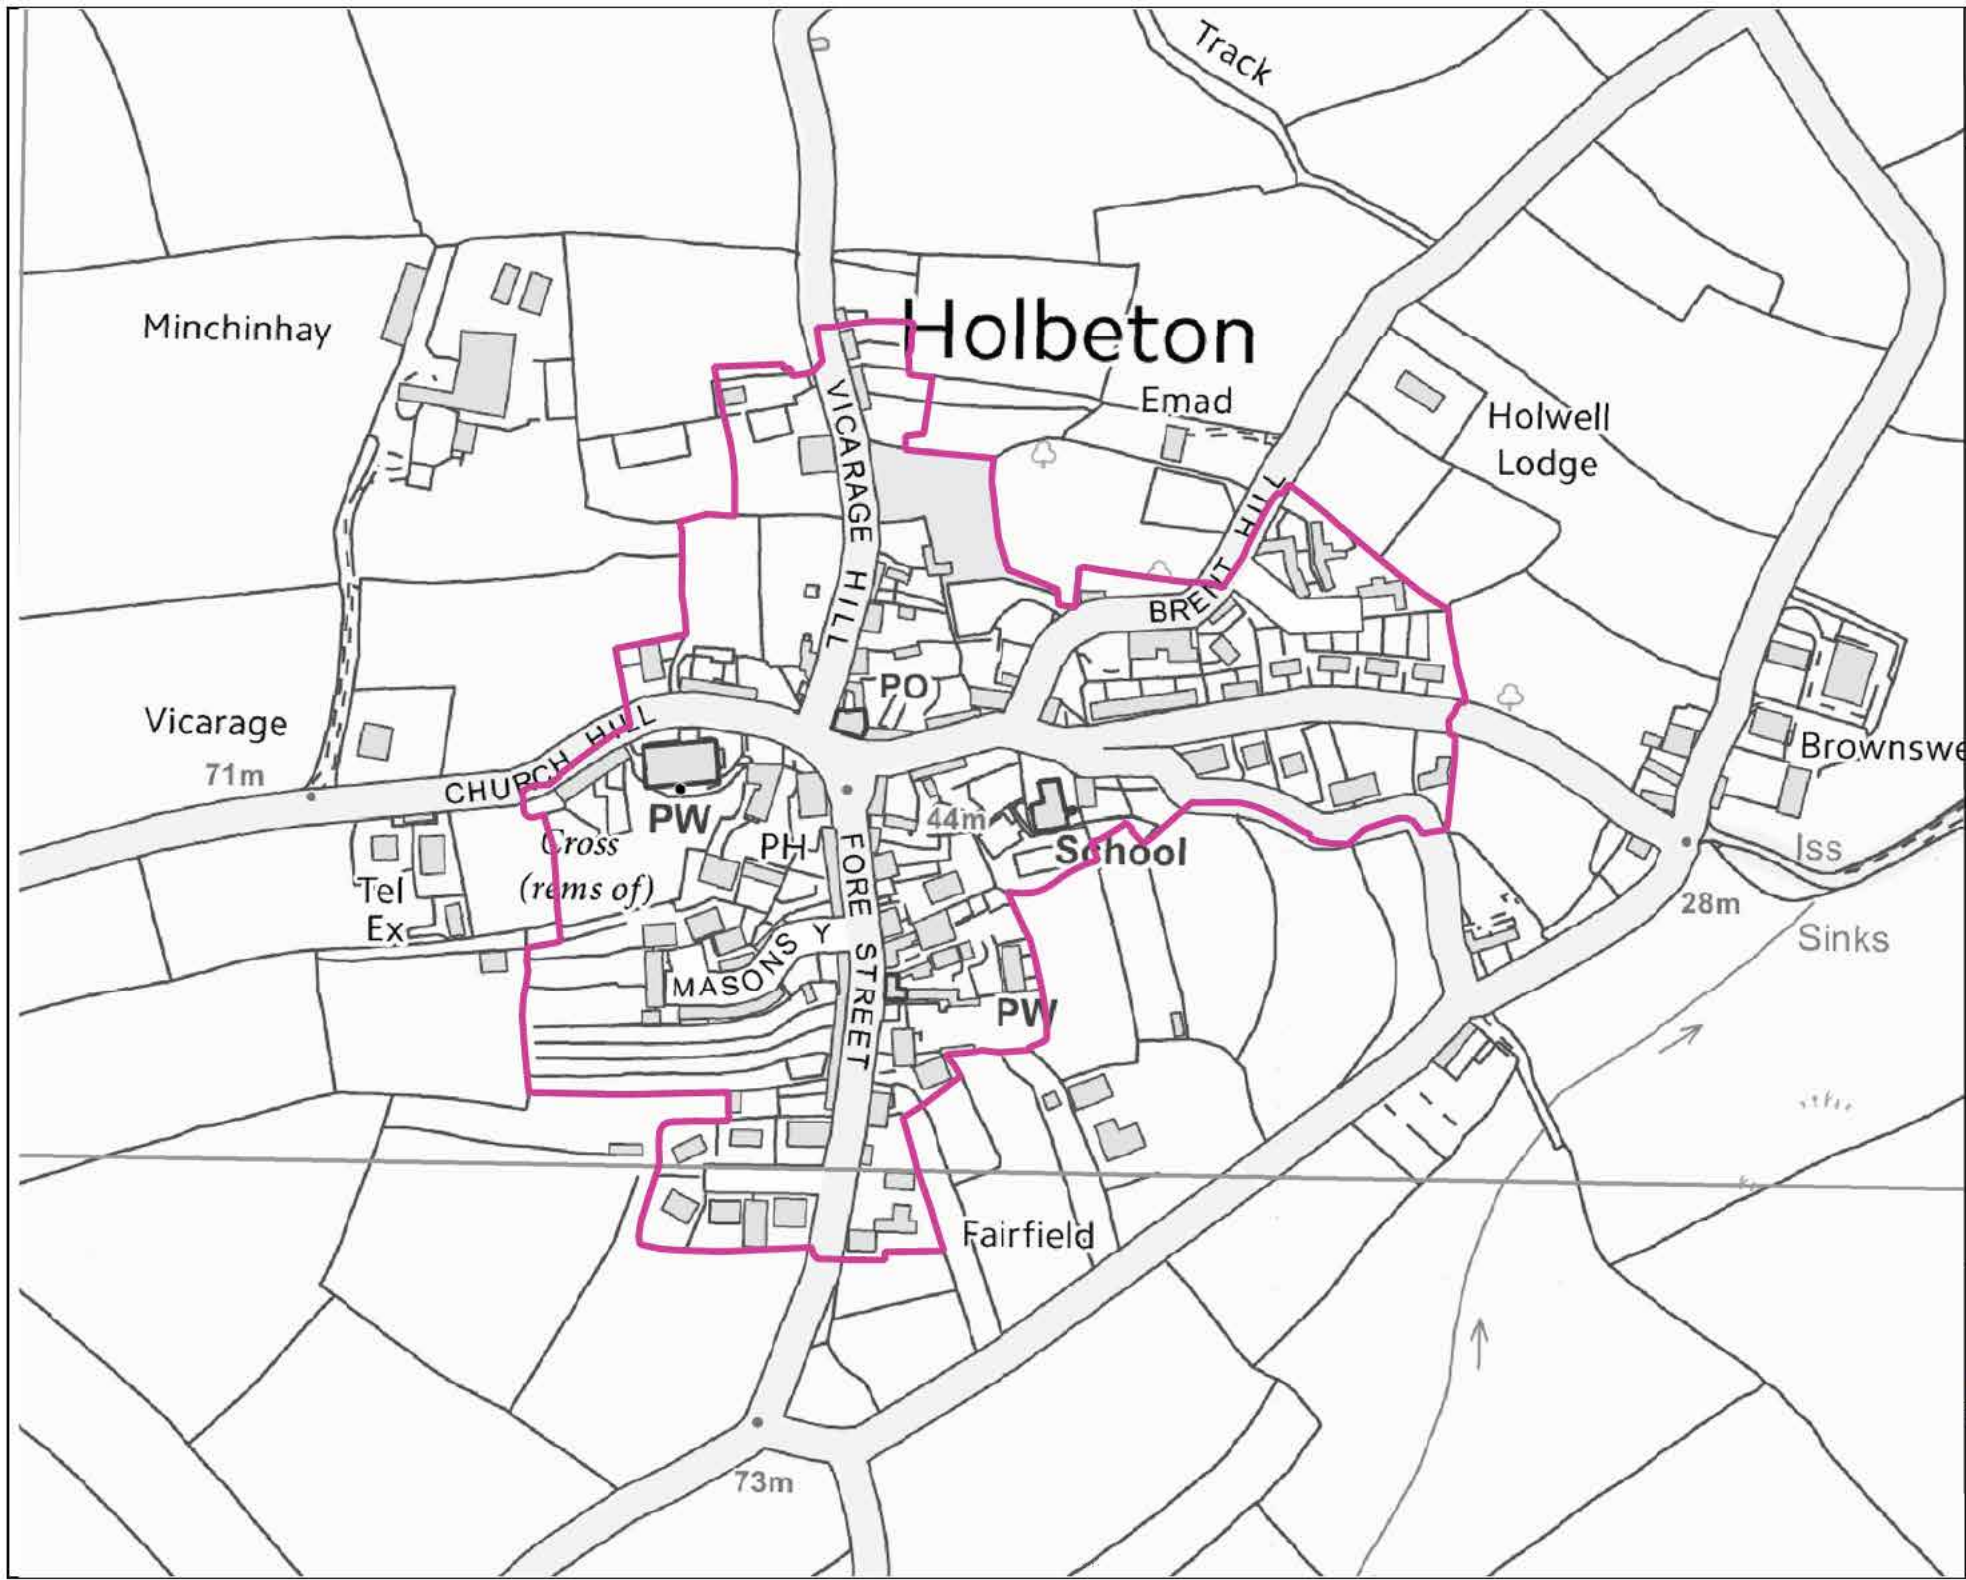 Track
Minchinhay
Holbeton
Emad
Holwell
Lodge
VICARAGE HILL
BRENT HILL
PO
Vicarage
71m
CHURCH HILL
PW
Brownswe
Cross
(rems of)
PH
44m
School
Iss
Tel
Ex
FORE STREET
28m
Sinks
MASONS Y
PW
Fairfield
73m